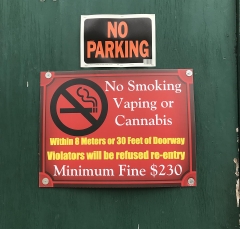 NO
PARKING
No Smoking
Vaping or
Cannabis
Within 8 Meters or 30 Feet of Doorway
Violators will be refused re-entry
Minimum Fine $230